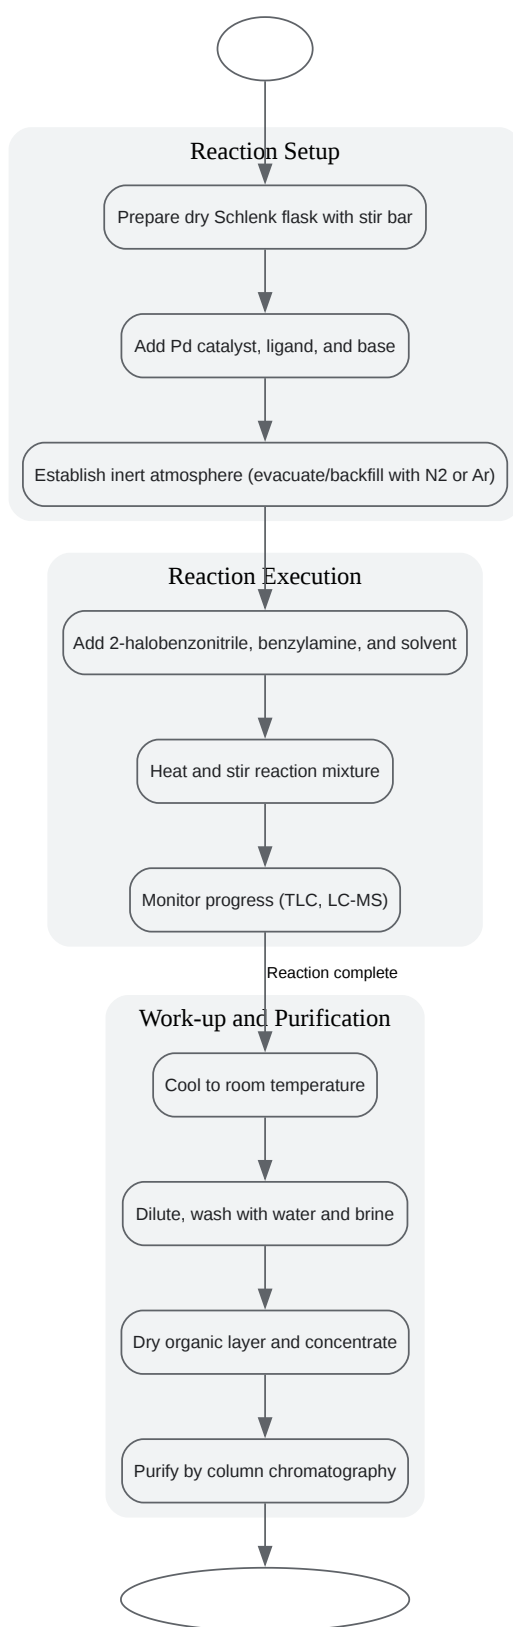 Reaction Setup
Prepare dry Schlenk flask with stir bar
Add Pd catalyst, ligand, and base
Establish inert atmosphere (evacuate/backfill with N2 or Ar)
Reaction Execution
Add 2-halobenzonitrile, benzylamine, and solvent
Heat and stir reaction mixture
Monitor progress (TLC, LC-MS)
Reaction complete
Work-up and Purification
Cool to room temperature
Dilute, wash with water and brine
Dry organic layer and concentrate
Purify by column chromatography